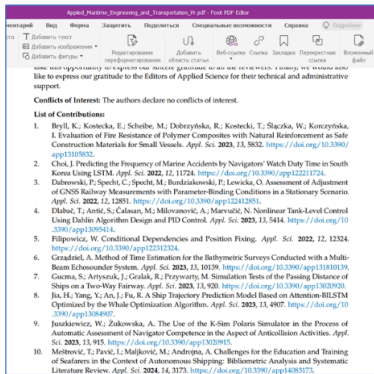 Applied_Maritime_Engineering_and_Transportation_Pr.pdf - Foxit PDF Editor
ментарий Вид Форма Защитить Поделиться Специальные возможности Справка
Добавить текст
Добавить изображения
Добавить фигуры
Редактирование переформатирования
Добавить области статьи
Веб-ссылки
Ссылка
Закладка
Перекрестная ссылка
Вложенный файл
like to express our gratitude to the Editors of Applied Science for their technical and administrative
support.
Conflicts of Interest: The authors declare no conflicts of interest.
List of Contributions:
1. Bryll, K.; Kostecka, E.; Scheibe, M.; Dobrzyńska, R.; Kostecki, T.; Ślączka, W.; Korczyńska,
I. Evaluation of Fire Resistance of Polymer Composites with Natural Reinforcement as Safe
Construction Materials for Small Vessels. Appl. Sci. 2023, 13, 5832. https://doi.org/10.3390/
app13105832.
2. Choi, J. Predicting the Frequency of Marine Accidents by Navigators' Watch Duty Time in South
Korea Using LSTM. Appl. Sci. 2022, 12, 11724. https://doi.org/10.3390/app122211724.
3. Dabrowski, P.; Specht, C.; Specht, M.; Burdziakowski, P.; Lewicka, O. Assessment of Adjustment
of GNSS Railway Measurements with Parameter-Binding Conditions in a Stationary Scenario.
Appl. Sci. 2022, 12, 12851. https://doi.org/10.3390/app122412851.
4. Dlabač, T.; Antić, S.; Čalasan, M.; Milovanović, A.; Marvučić, N. Nonlinear Tank-Level Control
Using Dahlin Algorithm Design and PID Control. Appl. Sci. 2023, 13, 5414. https://doi.org/10
.3390/app13095414.
5. Filipowicz, W. Conditional Dependencies and Position Fixing. Appl. Sci. 2022, 12, 12324.
https://doi.org/10.3390/app122312324.
6. Grządziel, A. Method of Time Estimation for the Bathymetric Surveys Conducted with a Multi-
Beam Echosounder System. Appl. Sci. 2023, 13, 10139. https://doi.org/10.3390/app131810139.
7. Gucma, S.; Artyszuk, J.; Gralak, R.; Przywarty, M. Simulation Tests of the Passing Distance of
Ships on a Two-Way Fairway. Appl. Sci. 2023, 13, 920. https://doi.org/10.3390/app13020920.
8. Jia, H.; Yang, Y.; An, J.; Fu, R. A Ship Trajectory Prediction Model Based on Attention-BILSTM
Optimized by the Whale Optimization Algorithm. Appl. Sci. 2023, 13, 4907. https://doi.org/10
.3390/app13084907.
9. Juszkiewicz, W.; Żukowska, A. The Use of the K-Sim Polaris Simulator in the Process of
Automatic Assessment of Navigator Competence in the Aspect of Anticollision Activities. Appl.
Sci. 2023, 13, 915. https://doi.org/10.3390/app13020915.
10. Meštrović, T.; Pavić, I.; Maljković, M.; Androjna, A. Challenges for the Education and Training
of Seafarers in the Context of Autonomous Shipping: Bibliometric Analysis and Systematic
Literature Review. Appl. Sci. 2024, 14, 3173. https://doi.org/10.3390/app14083173.